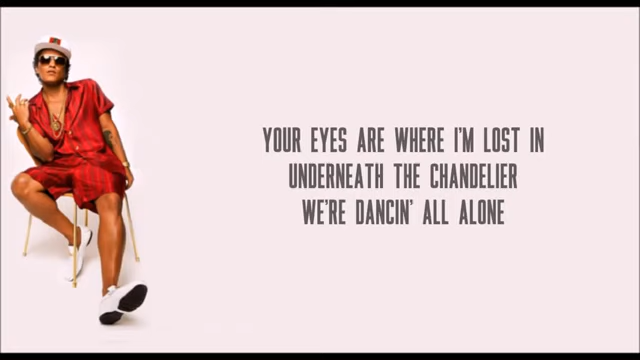 YOUR EYES ARE WHERE I'M LOST IN
UNDERNEATH THE CHANDELIER
WE'RE DANCIN' ALL ALONE